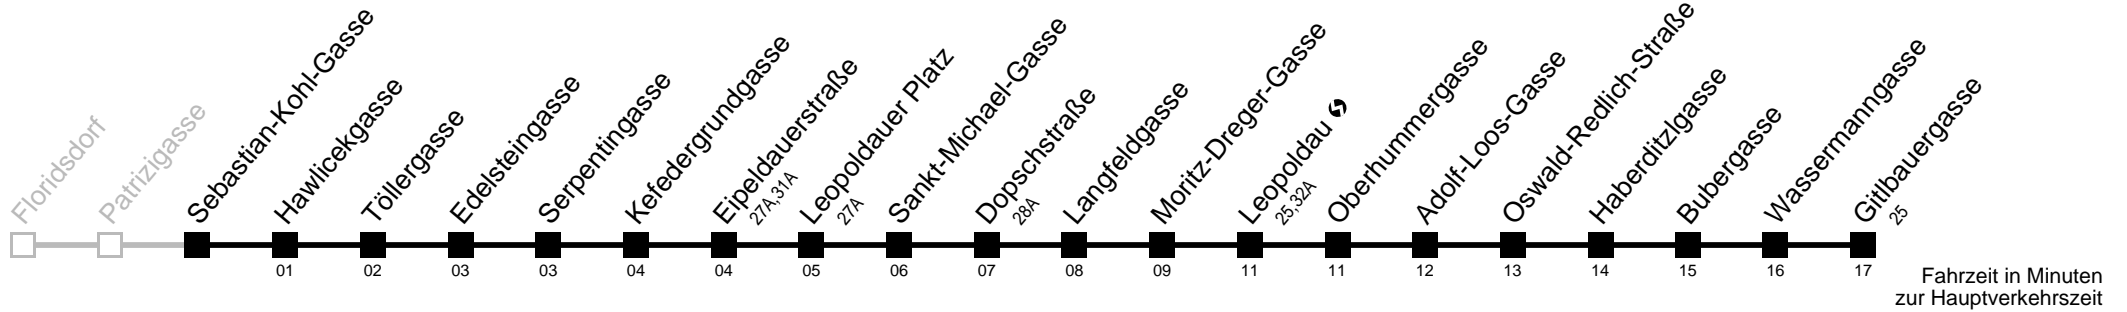 Floridsdorf
Patrizigasse
Sebastian-Kohl-Gasse
Hawlicekgasse
Töllergasse
Edelsteingasse
Serpentingasse
Kefedergrundgasse
Eipeldauerstraße
27A,31A
Leopoldauer Platz
27A
Sankt-Michael-Gasse
Dopschstraße
28A
Langfeldgasse
Moritz-Dreger-Gasse
Leopoldau
25,32A
Oberhummergasse
Adolf-Loos-Gasse
Oswald-Redlich-Straße
Haberditzlgasse
Bubergasse
Wassermanngasse
Gitlbauergasse
25
01 02 03 03 04 04 05 06 07 08 09 11 11 12 13 14 15 16 17
Fahrzeit in Minuten
zur Hauptverkehrszeit